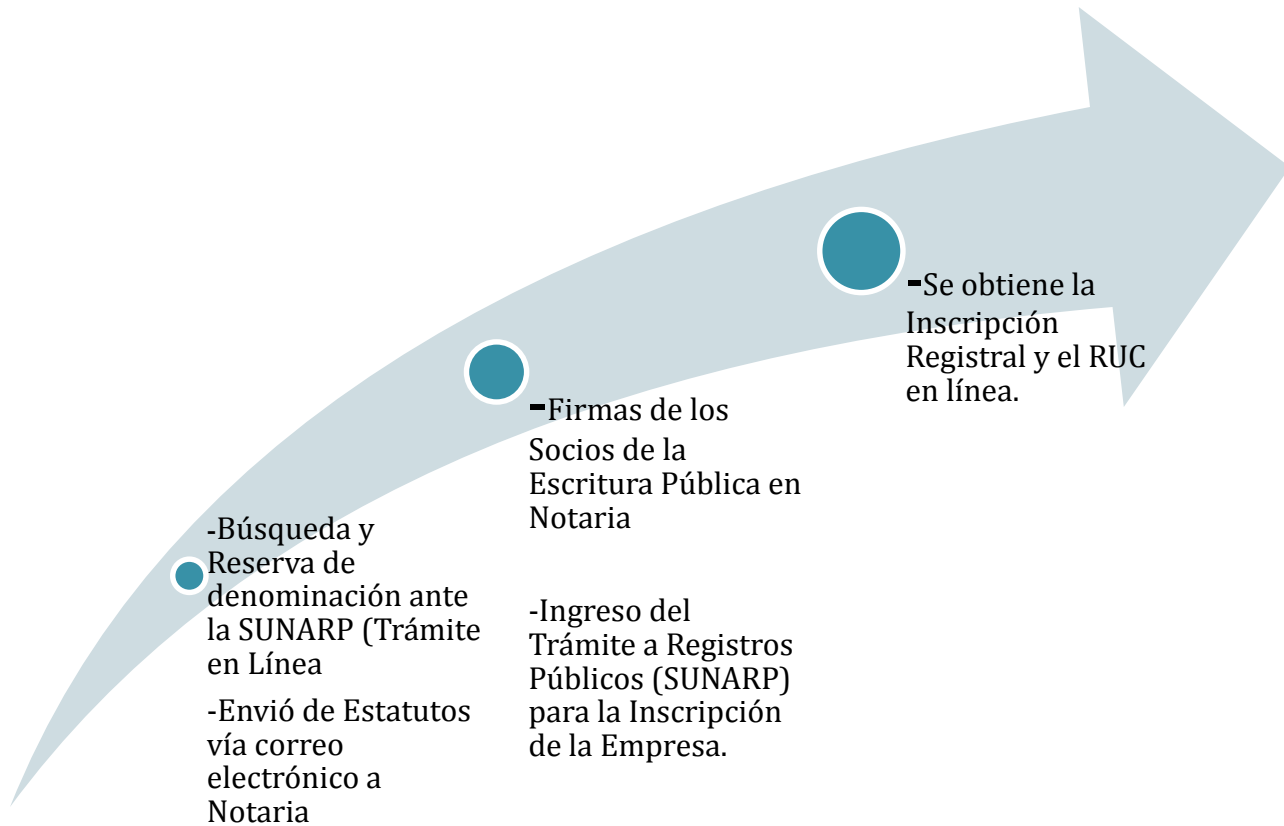 -Búsqueda y
Reserva de
denominación ante
la SUNARP (Trámite
en Línea
-Envió de Estatutos
vía correo
electrónico a
Notaria
-Firmas de los
Socios de la
Escritura Pública en
Notaria
-Ingreso del
Trámite a Registros
Públicos (SUNARP)
para la Inscripción
de la Empresa.
-Se obtiene la
Inscripción
Registral y el RUC
en línea.